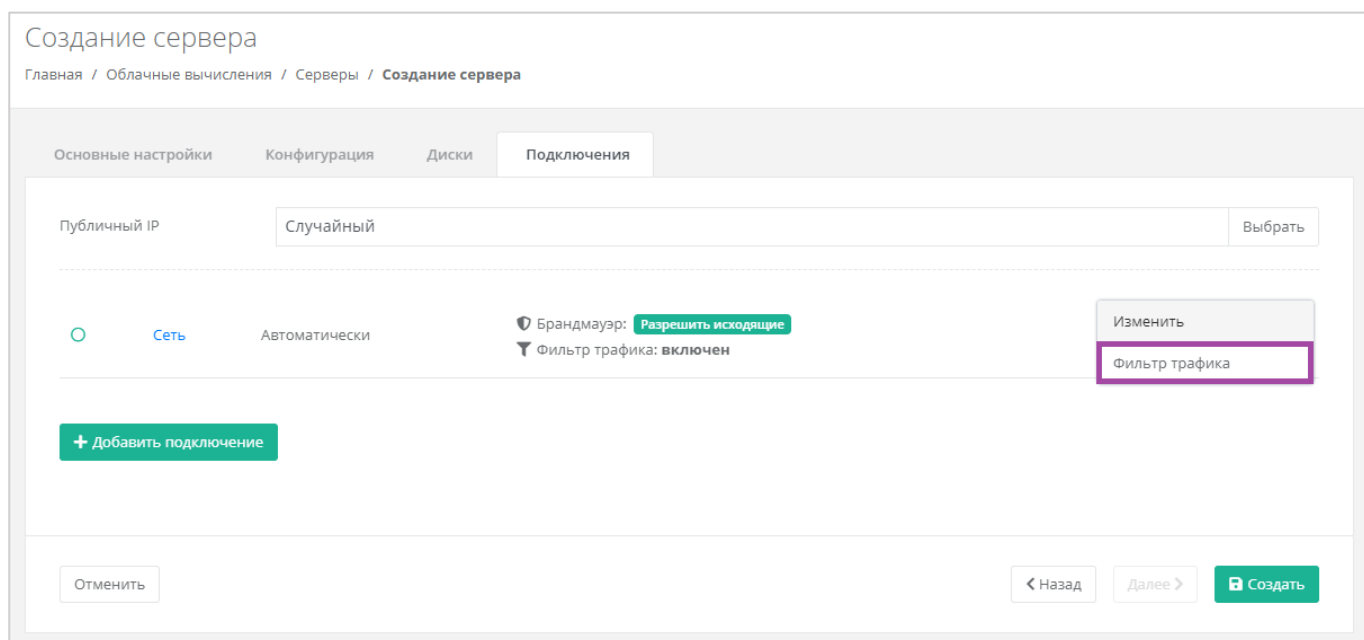 Создание сервера
Главная / Облачные вычисления / Серверы / Создание сервера
Основные настройки Конфигурация Диски Подключения
Публичный IP Случайный Выбрать
Брандмауэр: Разрешить исходящие Изменить
Сеть Автоматически
Фильтр трафика: включен Фильтр трафика
+ Добавить подключение
Отменить < Назад Далее > Создать